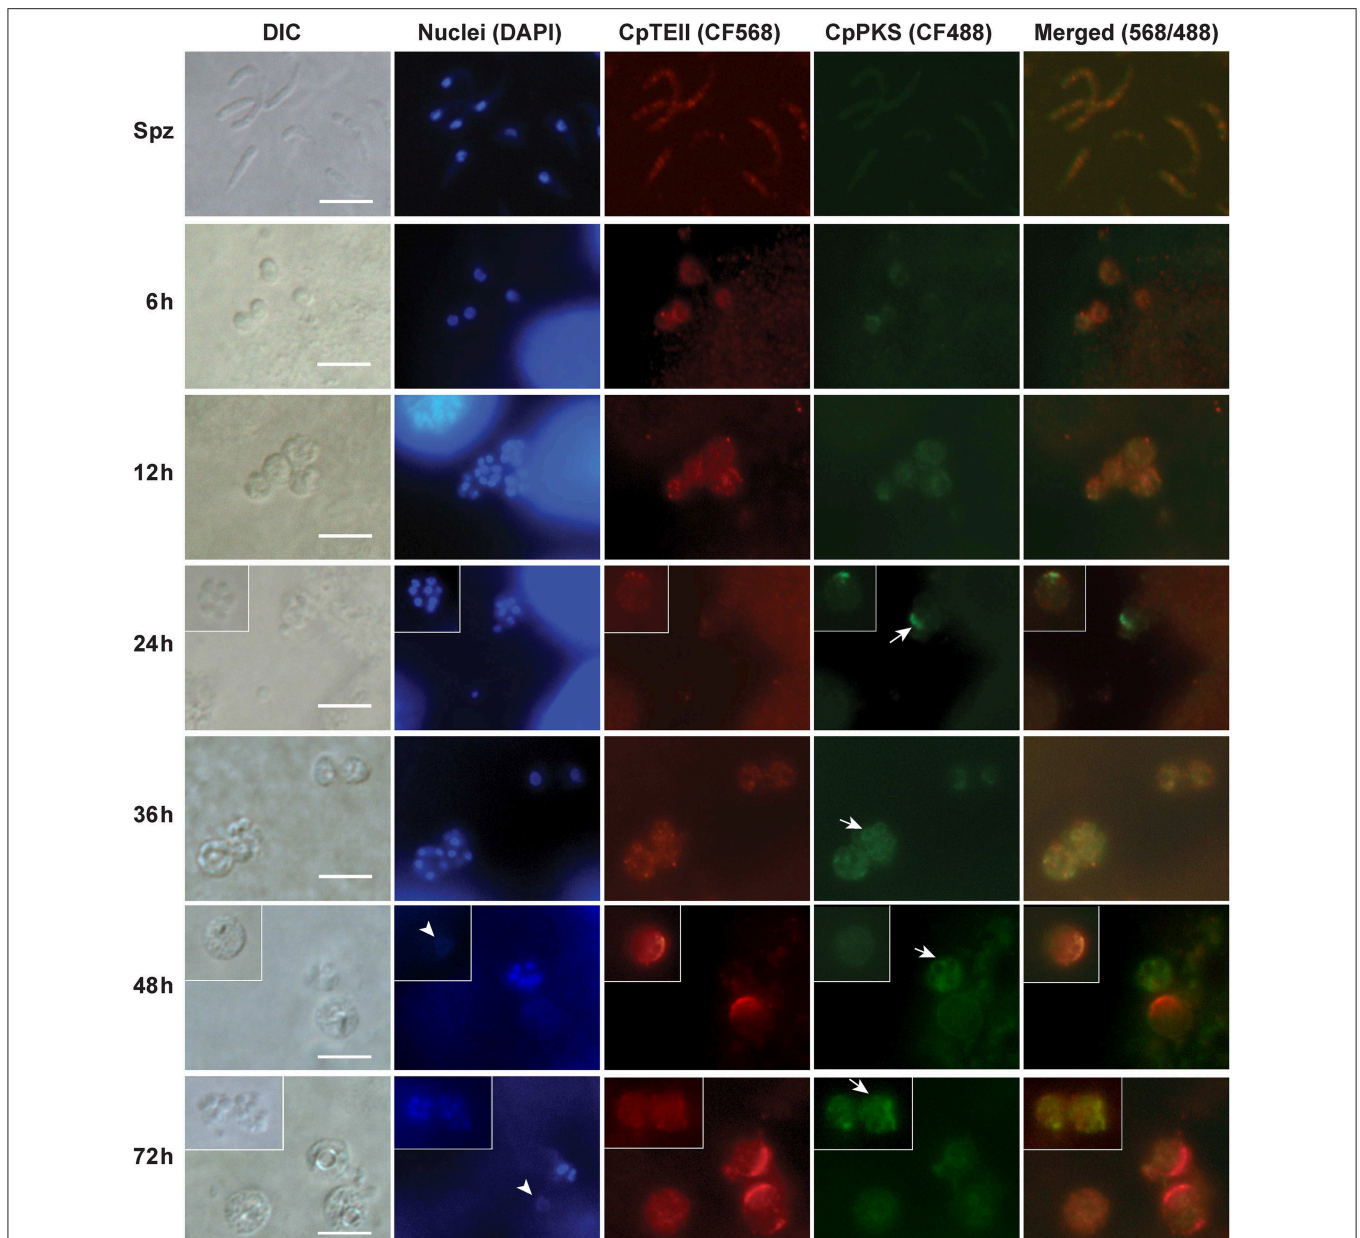 DIC Nuclei (DAPI) CpTEII (CF568) CpPKS (CF488) Merged (568/488)
Spz
6h
12h
24h
36h
48h
72h